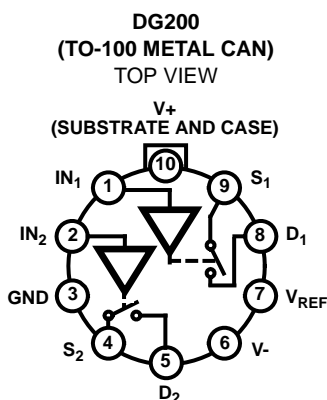 DG200
(TO-100 METAL CAN)
TOP VIEW
V+
(SUBSTRATE AND CASE)
10
IN1
1
9
S1
IN2
2
8
D1
GND
3
7
VREF
S2
4
6
V-
5
D2